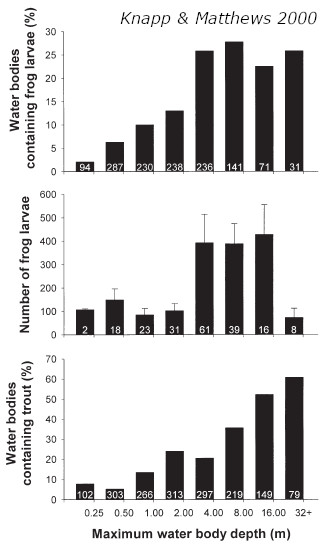 Knapp & Matthews 2000
Water bodies
containing frog larvae (%)
30
25
20
15
10
5
0
94 287 230 238 236 141 71 31
Number of frog larvae
600
500
400
300
200
100
0
2 18 23 31 61 39 16 8
Water bodies
containing trout (%)
70
60
50
40
30
20
10
0
102 303 266 313 297 219 149 79
0.25 0.50 1.00 2.00 4.00 8.00 16.00 32+
Maximum water body depth (m)